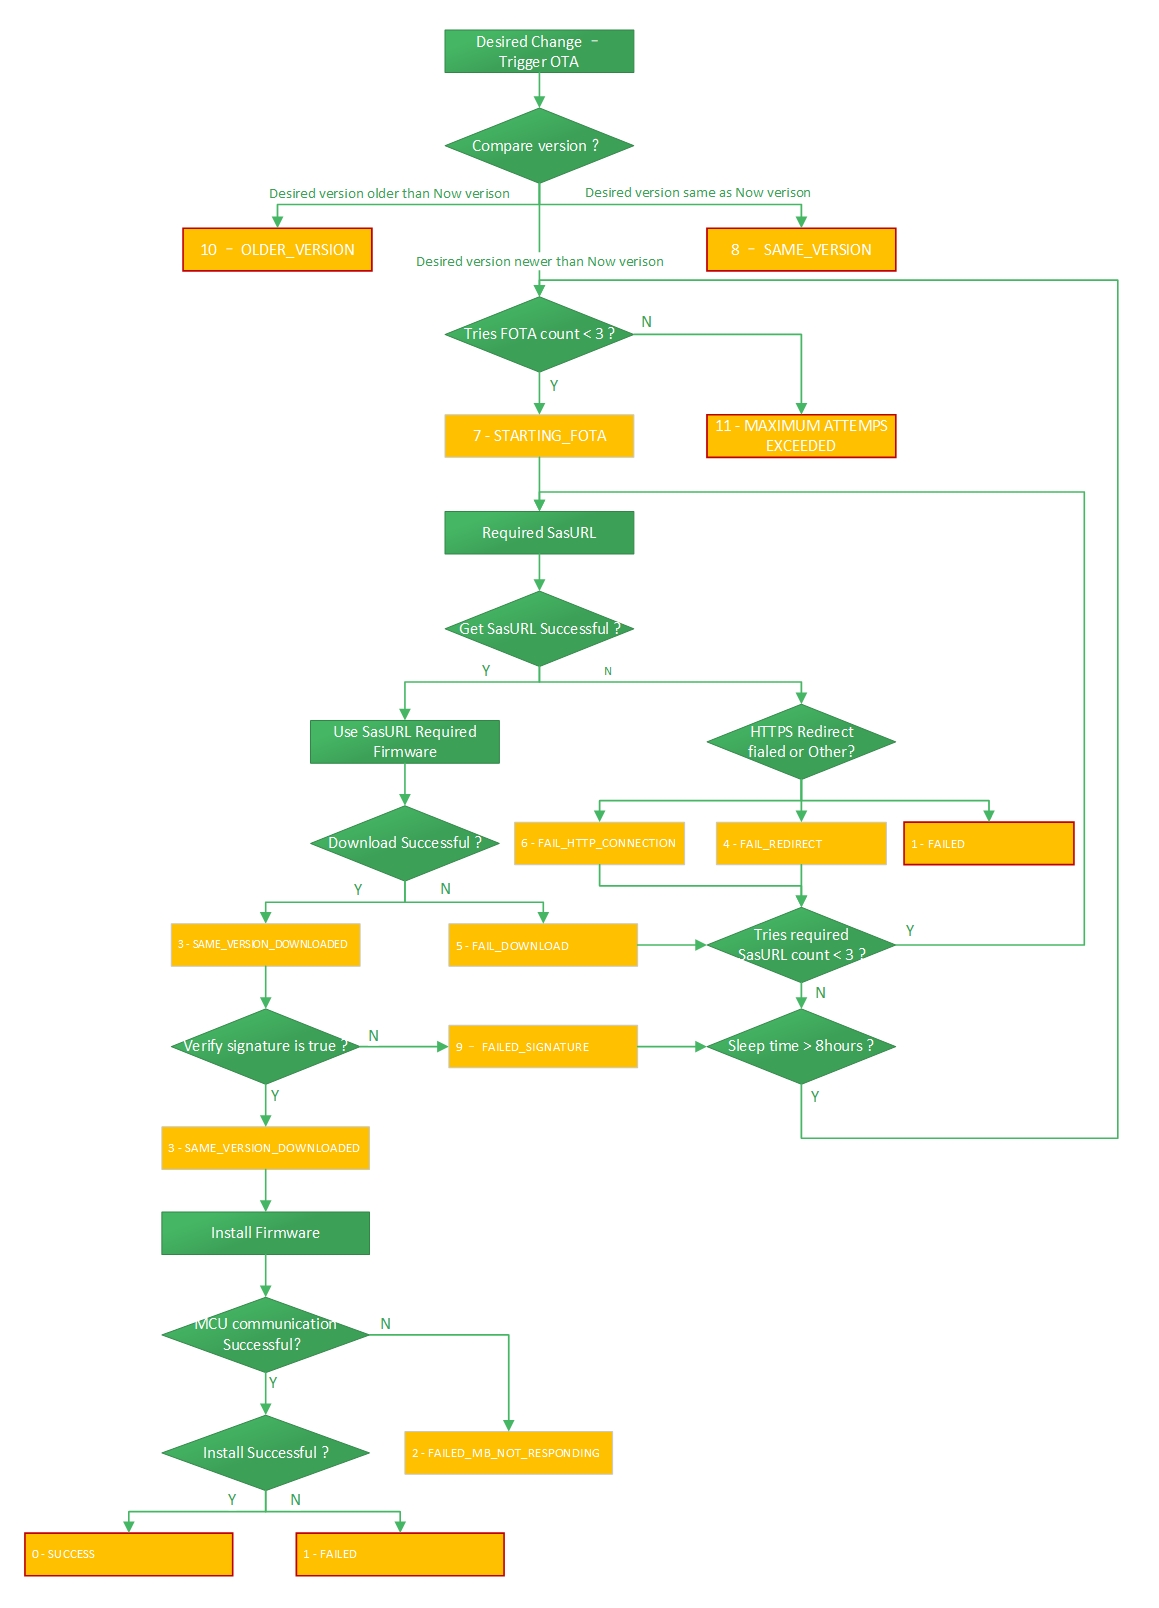 Desired Change －
Trigger OTA
Compare version ?
Desired version older than Now verison
Desired version same as Now verison
10 － OLDER_VERSION
8 － SAME_VERSION
Desired version newer than Now verison
Tries FOTA count < 3 ?
N
Y
7 - STARTING_FOTA
11 - MAXIMUM ATTEMPS
EXCEEDED
Required SasURL
Get SasURL Successful ?
Y
N
Use SasURL Required
Firmware
HTTPS Redirect
fialed or Other?
Download Successful ?
6 - FAIL_HTTP_CONNECTION
4 - FAIL_REDIRECT
1 - FAILED
Y
N
3 - SAME_VERSION_DOWNLOADED
5 - FAIL_DOWNLOAD
Tries required
SasURL count < 3 ?
Y
N
Verify signature is true ?
N
9 － FAILED_SIGNATURE
Sleep time > 8hours ?
Y
Y
3 - SAME_VERSION_DOWNLOADED
Install Firmware
MCU communication
Successful?
N
Y
Install Successful ?
2 - FAILED_MB_NOT_RESPONDING
Y
N
0 - SUCCESS
1 - FAILED